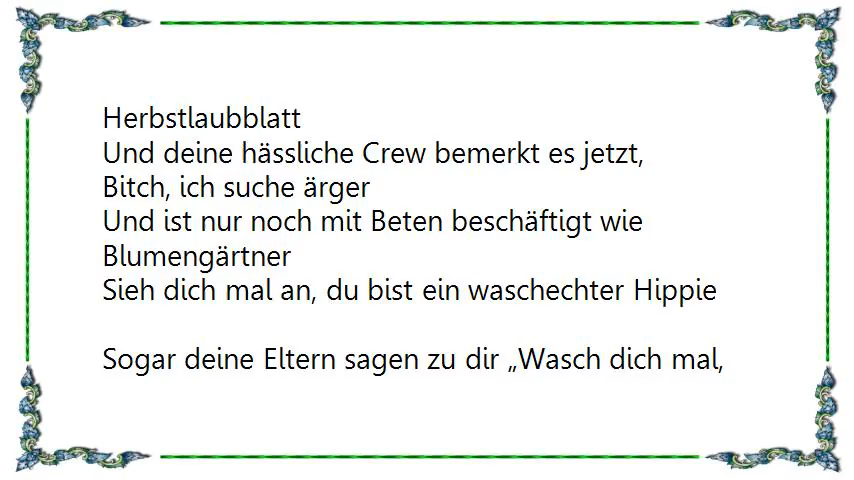 Herbstlaubblatt
Und deine hässliche Crew bemerkt es jetzt,
Bitch, ich suche ärger
Und ist nur noch mit Beten beschäftigt wie
Blumengärtner
Sieh dich mal an, du bist ein waschechter Hippie
Sogar deine Eltern sagen zu dir „Wasch dich mal,